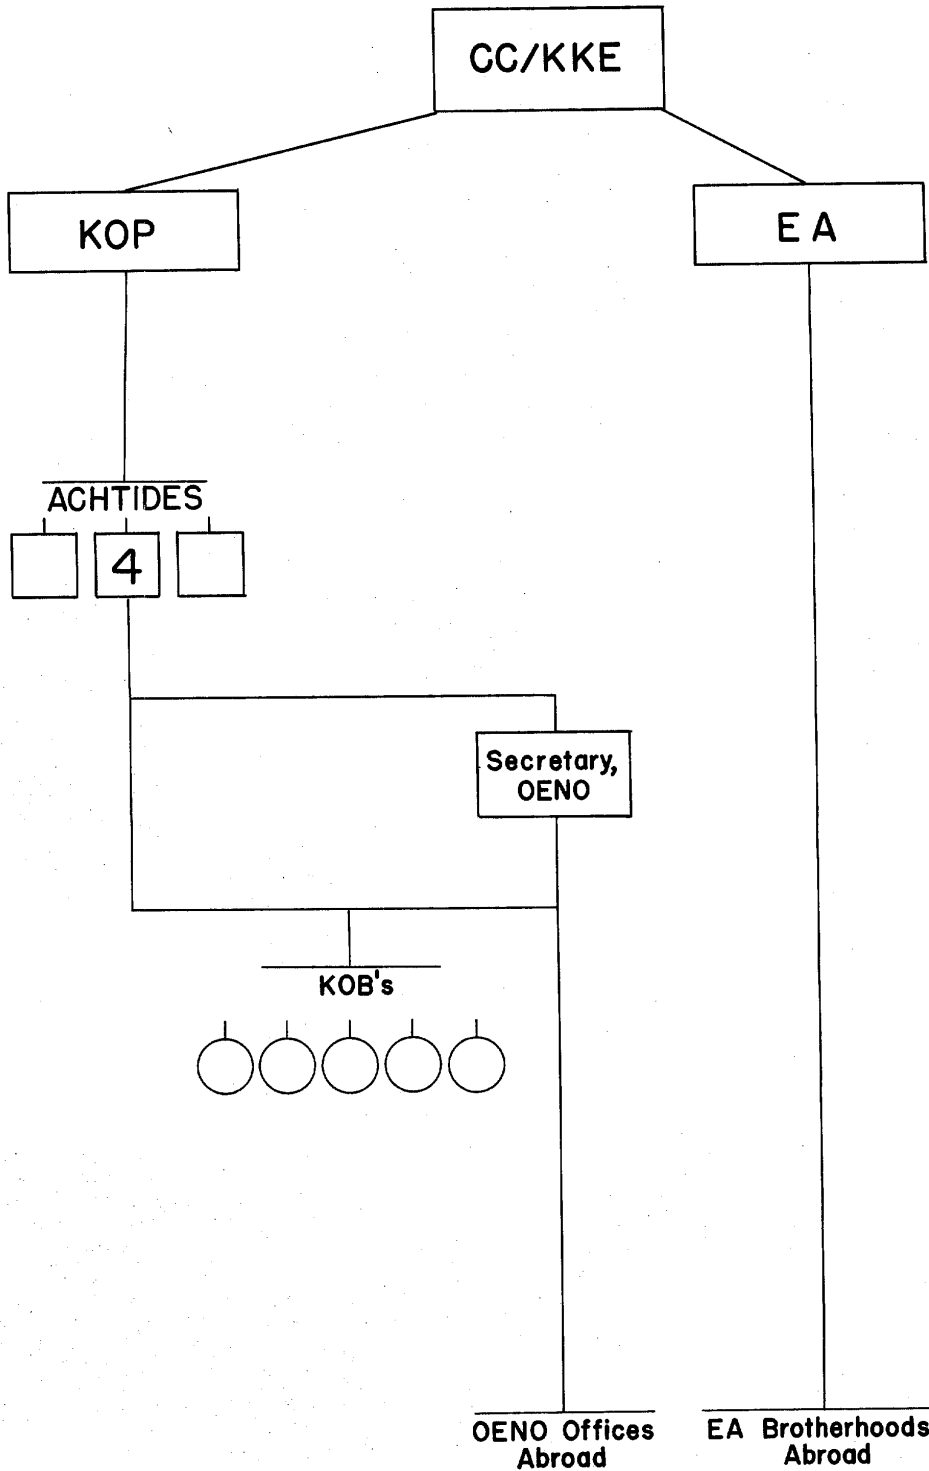 CC/KKE
KOP
EA
ACHTIDES
4
Secretary,
OENO
KOB's
OENO Offices
Abroad
EA Brotherhoods
Abroad